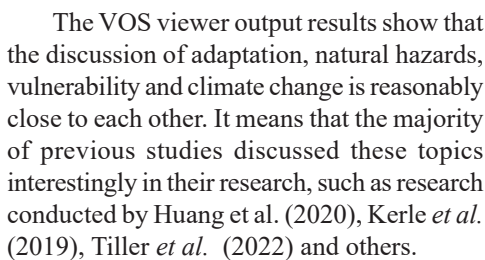 The VOS viewer output results show that
the discussion of adaptation, natural hazards,
vulnerability and climate change is reasonably
close to each other. It means that the majority
of previous studies discussed these topics
interestingly in their research, such as research
conducted by Huang et al. (2020), Kerle et al.
(2019), Tiller et al. (2022) and others.